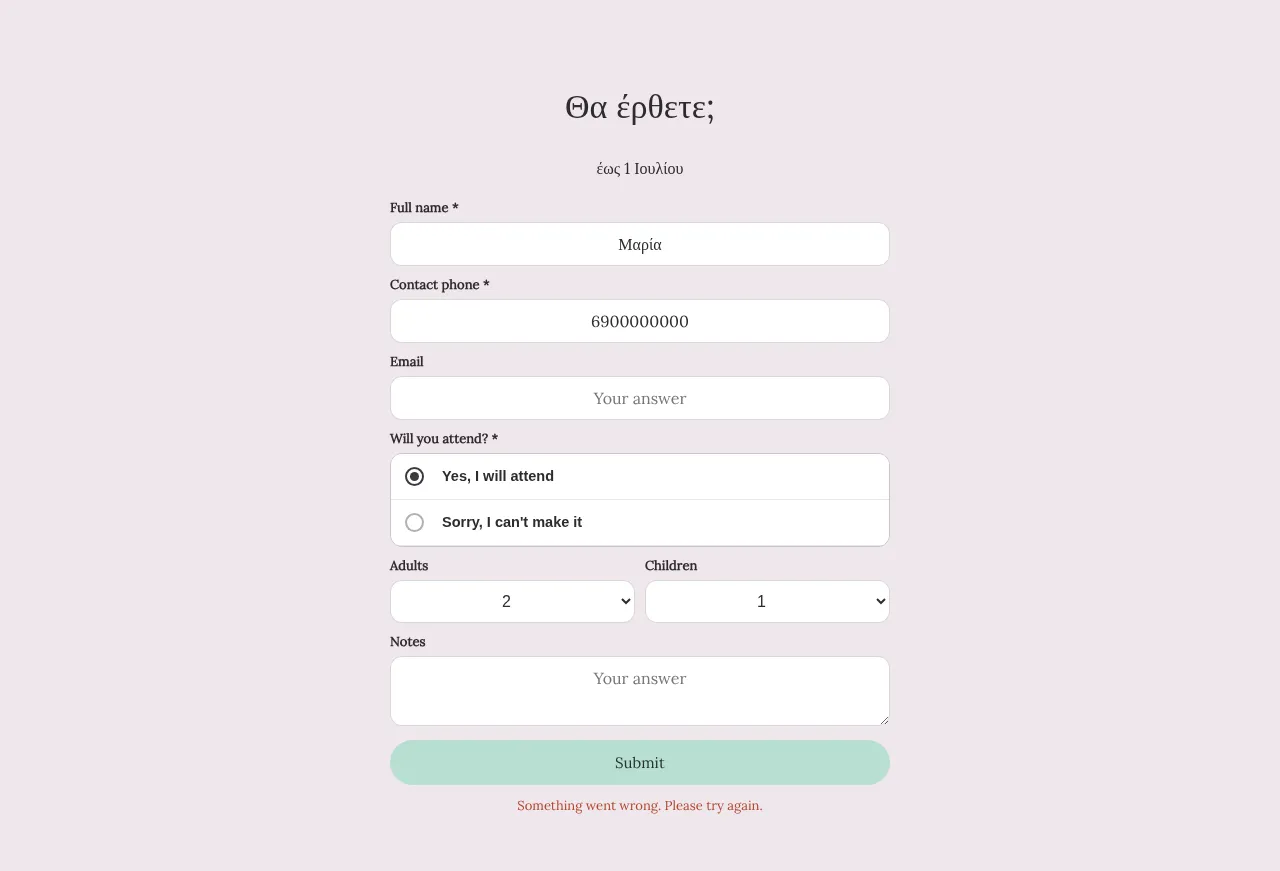 Θα έρθετε;
έως 1 Ιουλίου
Full name *
Μαρία
Contact phone *
6900000000
Email
Your answer
Will you attend? *
Yes, I will attend
Sorry, I can't make it
Adults
Children
2
1
Notes
Your answer
Submit
Something went wrong. Please try again.